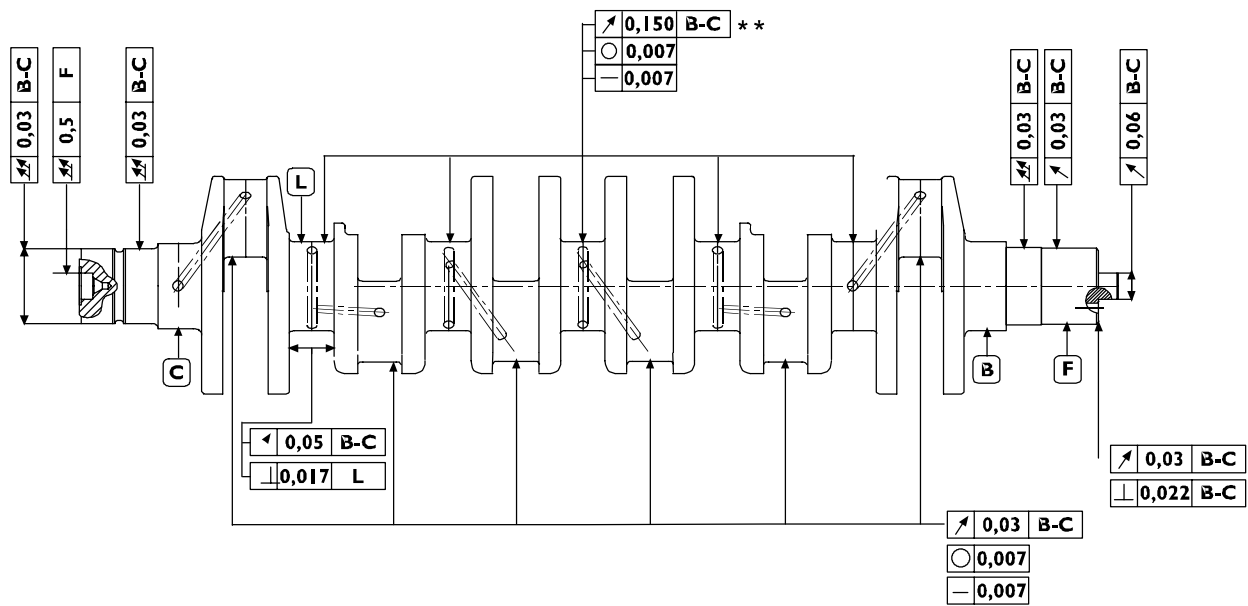 0,150 B-C **
0,007
0,007
0,03 B-C
0,5 F
0,03 B-C
0,03 B-C
0,03 B-C
0,06 B-C
L
C
B
F
0,05 B-C
0,017 L
0,03 B-C
0,022 B-C
0,03 B-C
0,007
0,007